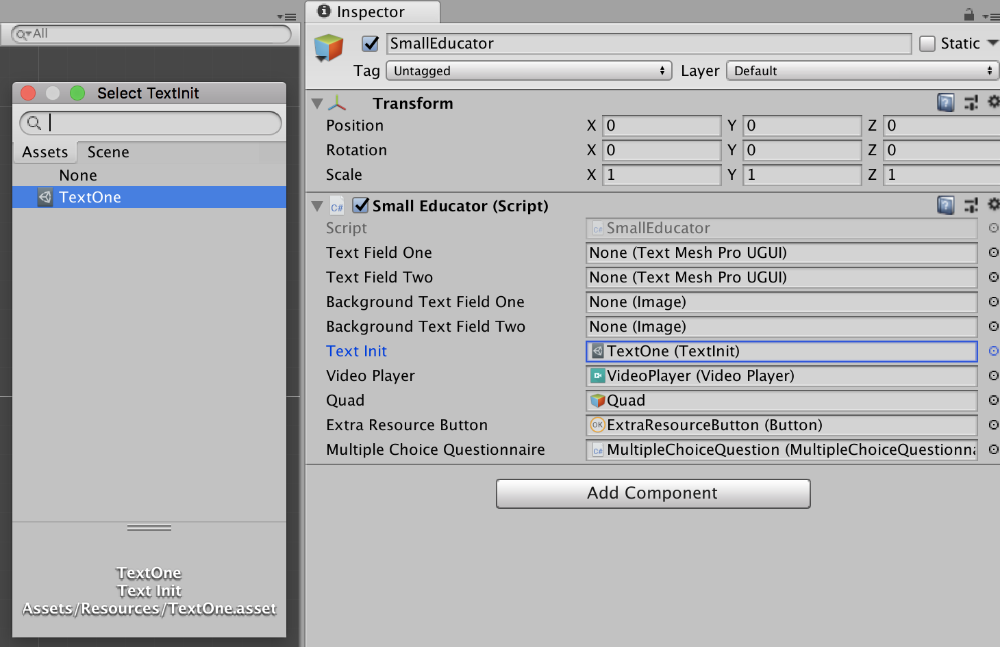 All
Select TextInit
Assets Scene
None
TextOne
TextOne
Text Init
Assets/Resources/TextOne.asset
Inspector
SmallEducator Static
Tag Untagged Layer Default
Transform
Position X 0 Y 0 Z 0
Rotation X 0 Y 0 Z 0
Scale X 1 Y 1 Z 1
C# Small Educator (Script)
Script C# SmallEducator
Text Field One None (Text Mesh Pro UGUI)
Text Field Two None (Text Mesh Pro UGUI)
Background Text Field One None (Image)
Background Text Field Two None (Image)
Text Init TextOne (TextInit)
Video Player VideoPlayer (Video Player)
Quad Quad
Extra Resource Button OK ExtraResourceButton (Button)
Multiple Choice Questionnaire C# MultipleChoiceQuestion (MultipleChoiceQuestionna
Add Component